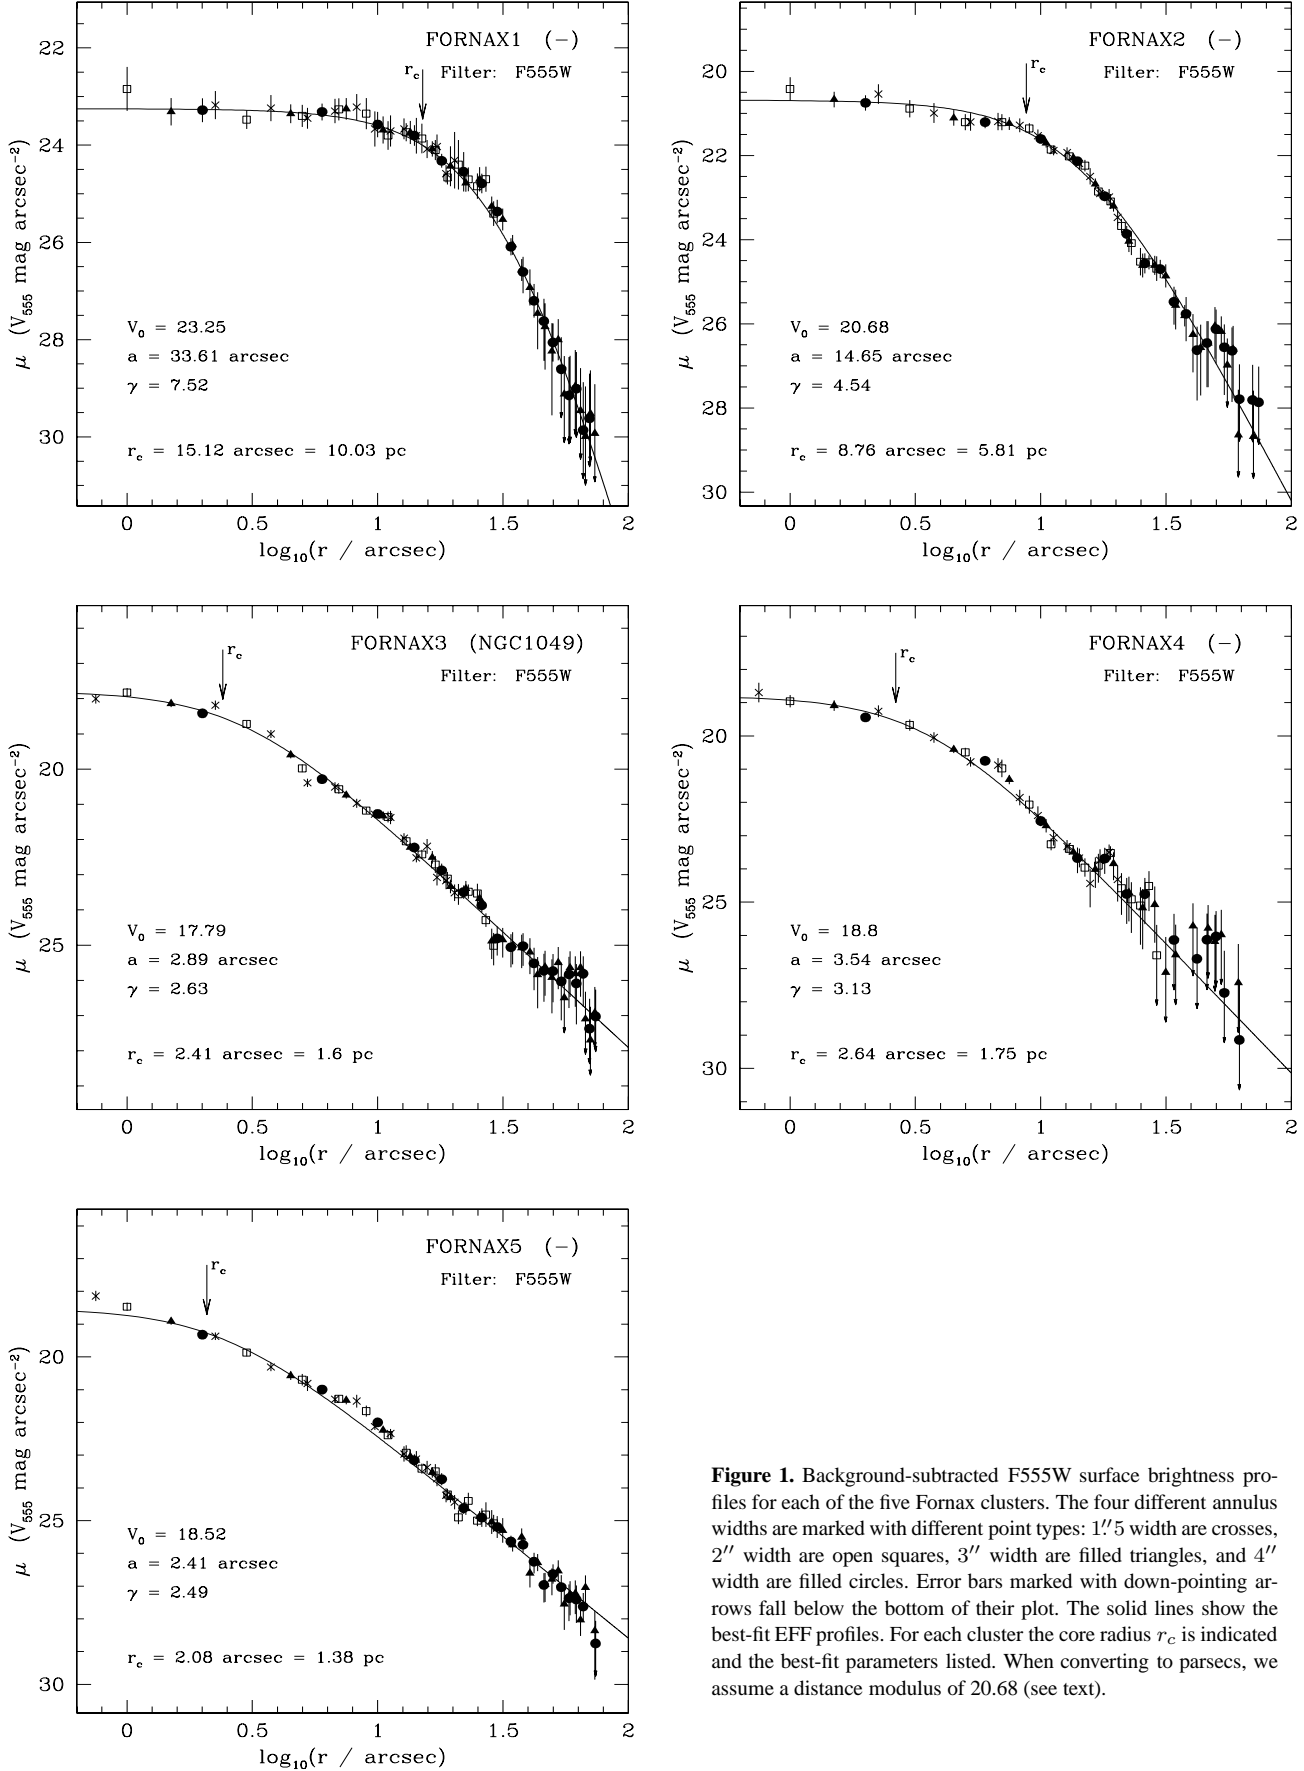 FORNAX1 (−)
Filter: F555W
r_c
22
24
26
28
30
μ (V_555 mag arcsec⁻²)
V_0 = 23.25
a = 33.61 arcsec
γ = 7.52
r_c = 15.12 arcsec = 10.03 pc
0 0.5 1 1.5 2
log_10(r / arcsec)
FORNAX2 (−)
Filter: F555W
r_c
20
22
24
26
28
30
μ (V_555 mag arcsec⁻²)
V_0 = 20.68
a = 14.65 arcsec
γ = 4.54
r_c = 8.76 arcsec = 5.81 pc
0 0.5 1 1.5 2
log_10(r / arcsec)
FORNAX3 (NGC1049)
Filter: F555W
r_c
20
25
μ (V_555 mag arcsec⁻²)
V_0 = 17.79
a = 2.89 arcsec
γ = 2.63
r_c = 2.41 arcsec = 1.6 pc
0 0.5 1 1.5 2
log_10(r / arcsec)
FORNAX4 (−)
Filter: F555W
r_c
20
25
30
μ (V_555 mag arcsec⁻²)
V_0 = 18.8
a = 3.54 arcsec
γ = 3.13
r_c = 2.64 arcsec = 1.75 pc
0 0.5 1 1.5 2
log_10(r / arcsec)
FORNAX5 (−)
Filter: F555W
r_c
20
25
30
μ (V_555 mag arcsec⁻²)
V_0 = 18.52
a = 2.41 arcsec
γ = 2.49
r_c = 2.08 arcsec = 1.38 pc
0 0.5 1 1.5 2
log_10(r / arcsec)
Figure 1. Background-subtracted F555W surface brightness pro-
files for each of the five Fornax clusters. The four different annulus
widths are marked with different point types: 1″.5 width are crosses,
2″ width are open squares, 3″ width are filled triangles, and 4″
width are filled circles. Error bars marked with down-pointing ar-
rows fall below the bottom of their plot. The solid lines show the
best-fit EFF profiles. For each cluster the core radius r_c is indicated
and the best-fit parameters listed. When converting to parsecs, we
assume a distance modulus of 20.68 (see text).